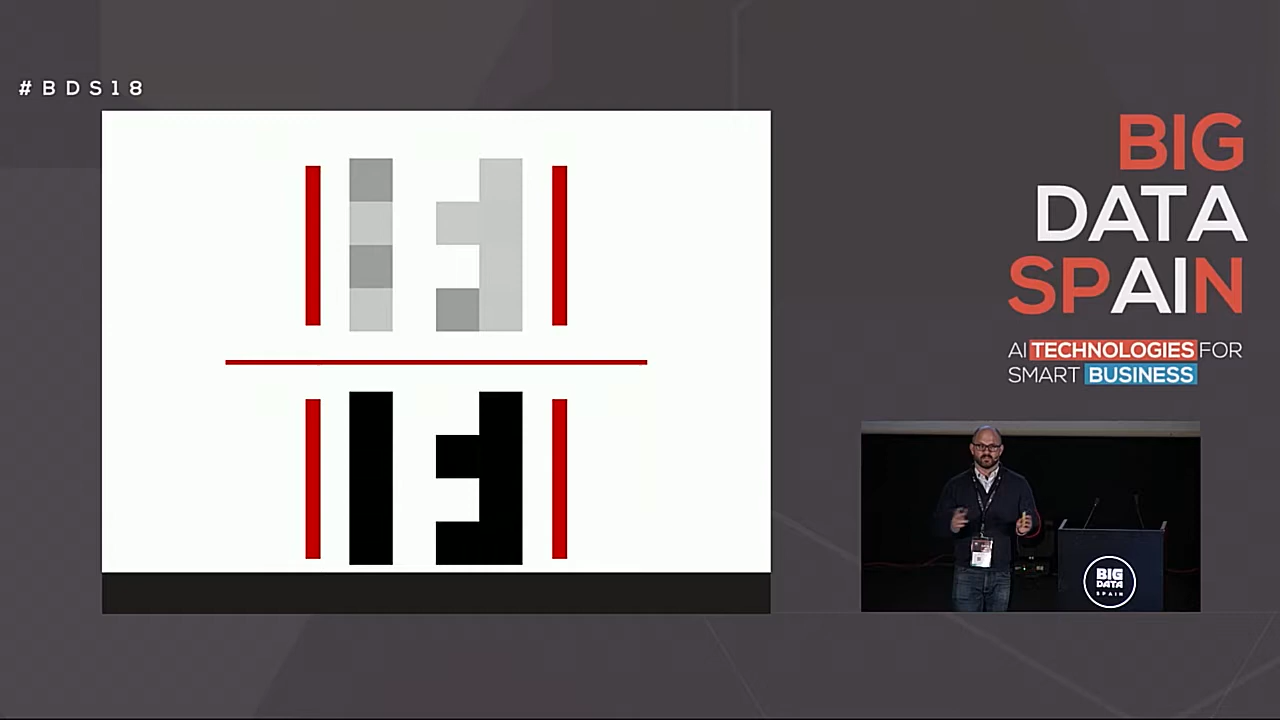 #BDS18
BIG
DATA
SPAIN
AI TECHNOLOGIES FOR
SMART BUSINESS
BIG
DATA
SPAIN